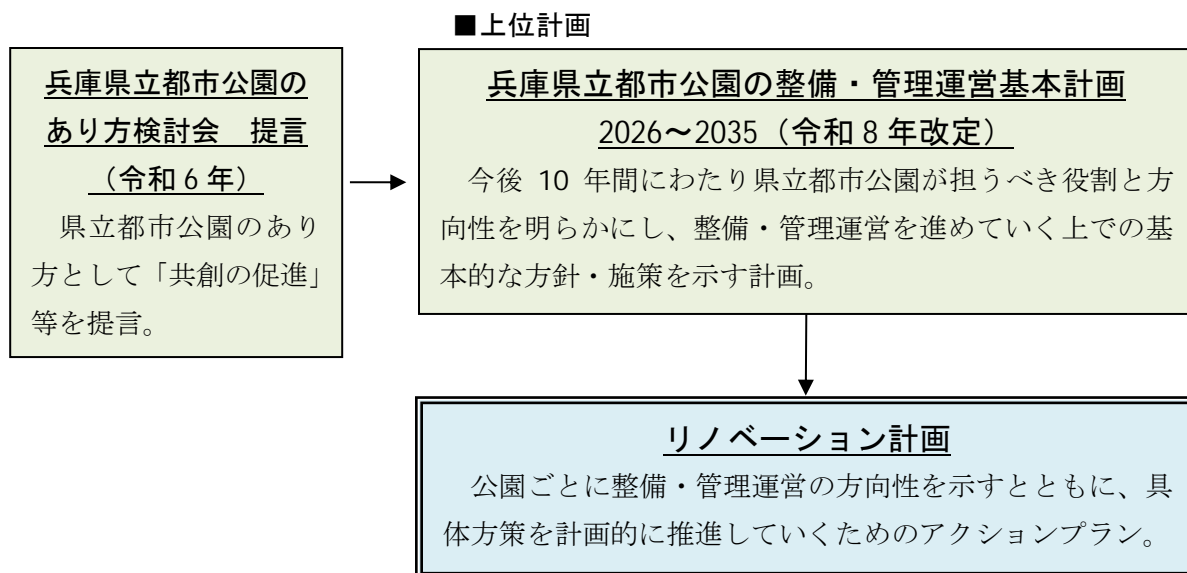 ■上位計画
兵庫県立都市公園の
あり方検討会　提言
（令和６年）
県立都市公園のあり
方として「共創の促進」
等を提言。
兵庫県立都市公園の整備・管理運営基本計画
2026～2035（令和８年改定）
今後 10 年間にわたり県立都市公園が担うべき役割と方
向性を明らかにし、整備・管理運営を進めていく上での基
本的な方針・施策を示す計画。
リノベーション計画
公園ごとに整備・管理運営の方向性を示すとともに、具
体方策を計画的に推進していくためのアクションプラン。